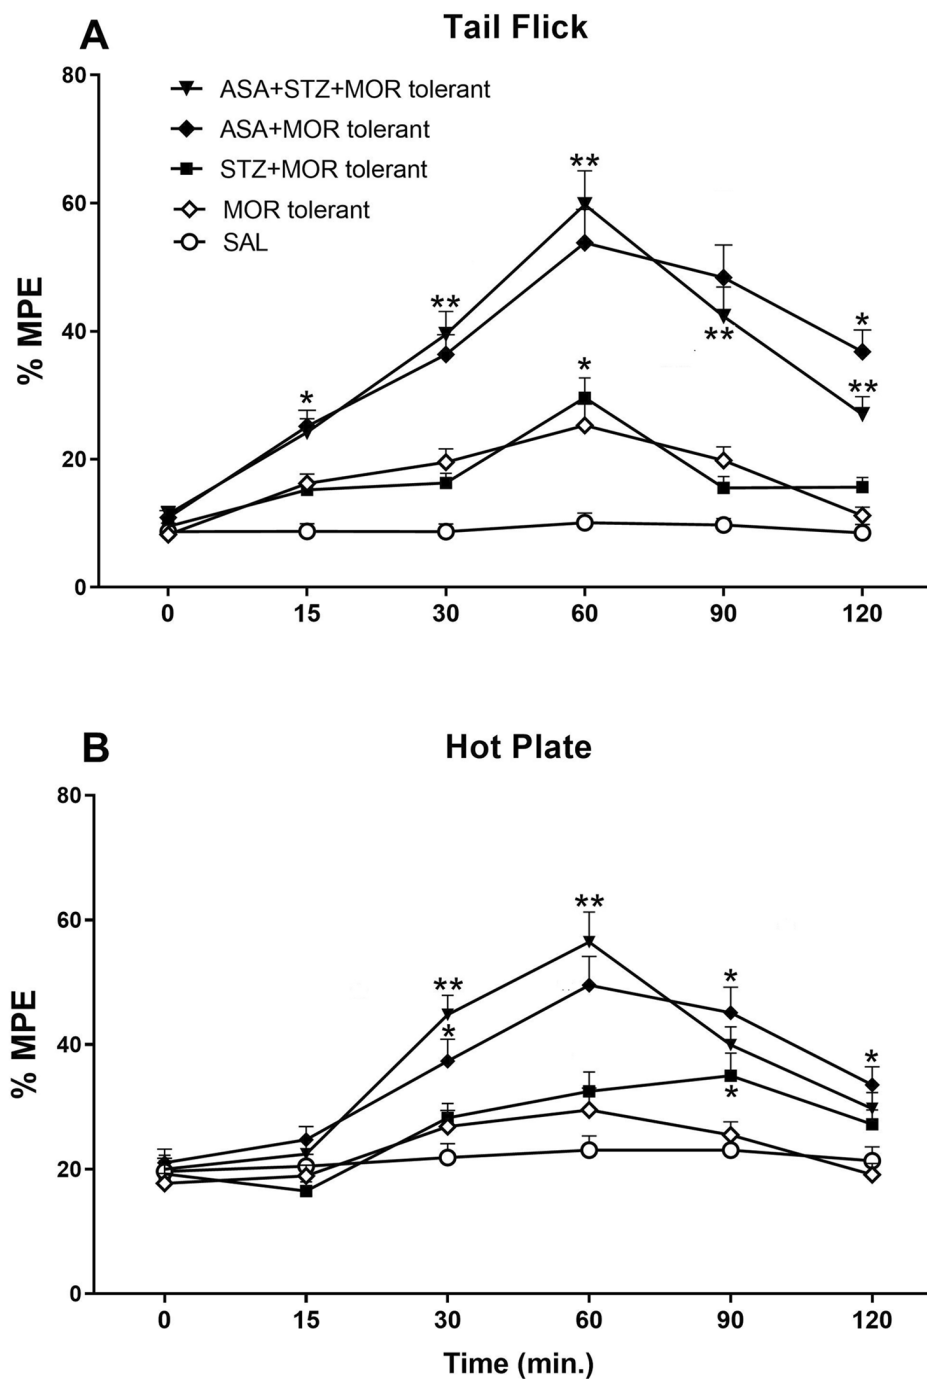 A
Tail Flick
ASA+STZ+MOR tolerant
ASA+MOR tolerant
STZ+MOR tolerant
MOR tolerant
SAL
% MPE
80
60
40
20
0
**
**
*
*
**
*
**
0 15 30 60 90 120
B
Hot Plate
% MPE
80
60
40
20
0
**
**
*
*
*
*
0 15 30 60 90 120
Time (min.)